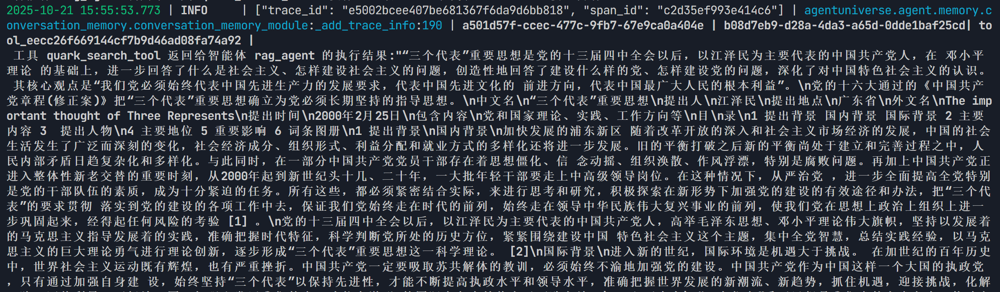 2025-10-21 15:55:53.773 | INFO     | ["trace_id": "e5002bcee407be681367f6da9d6bb818", "span_id": "c2d35ef993e414c6"] | agentuniverse.agent.memory.c
onversation_memory.conversation_memory_module:_add_trace_info:190 | a501d57f-ccec-477c-9fb7-67e9ca0a404e | b08d7eb9-d28a-4da3-a65d-0dde1baf25cd| to
ol_eecc26f669144cf7b9d46ad08fa74a92 |
工具 quark_search_tool 返回给智能体 rag_agent 的执行结果:"“三个代表”重要思想是党的十三届四中全会以后，以江泽民为主要代表的中国共产党人，在 邓小平
理论 的基础上，进一步回答了什么是社会主义、怎样建设社会主义的问题，创造性地回答了建设什么样的党、怎样建设党的问题，深化了对中国特色社会主义的认识。
其核心观点是“我们党必须始终代表中国先进生产力的发展要求，代表中国先进文化的 前进方向，代表中国最广大人民的根本利益”。\n党的十六大通过的《中国共产
党章程(修正案)》把“三个代表”重要思想确立为党必须长期坚持的指导思想。\n中文名\n“三个代表”重要思想\n提出人\n江泽民\n提出地点\n广东省\n外文名\nThe imp
ortant thought of Three Represents\n提出时间\n2000年2月25日\n包含内容\n党和国家理论、实践、工作方向等\n目\n录\n1 提出背景 国内背景 国际背景 2 主要
内容 3  提出人物\n4 主要地位 5 重要影响 6 词条图册\n1 提出背景\n国内背景\n加快发展的浦东新区 随着改革开放的深入和社会主义市场经济的发展，中国的社会
生活发生了广泛而深刻的变化，社会经济成分、组织形式、利益分配和就业方式的多样化还将进一步发展。旧的平衡打破之后新的平衡尚处于建立和完善过程之中，人
民内部矛盾日趋复杂化和多样化。与此同时，在一部分中国共产党党员干部存在着思想僵化、信 念动摇、组织涣散、作风浮漂，特别是腐败问题。再加上中国共产党正
进入整体性新老交替的重要时刻，从2000年起到新世纪头十几、二十年，一大批年轻干部要走上中高级领导岗位。在这种情况下，从严治党 ，进一步全面提高全党特别
是党的干部队伍的素质，成为十分紧迫的任务。所有这些，都必须紧密结合实际，来进行思考和研究，积极探索在新形势下加强党的建设的有效途径和办法，把“三个代
表”的要求贯彻 落实到党的建设的各项工作中去，保证我们党始终走在时代的前列，始终走在领导中华民族伟大复兴事业的前列，使我们党在思想上政治上组织上进一
步巩固起来，经得起任何风险的考验 [1] 。\n党的十三届四中全会以后，以江泽民为主要代表的中国共产党人，高举毛泽东思想、邓小平理论伟大旗帜，坚持以发展着
的马克思主义指导发展着的实践，准确把握时代特征，科学判断党所处的历史方位，紧紧围绕建设中国 特色社会主义这个主题，集中全党智慧，总结实践经验，以马克
思主义的巨大理论勇气进行理论创新，逐步形成“三个代表”重要思想这一科学理论。 [2]\n国际背景\n进入新的世纪，国际环境是机遇大于挑战。 在加世纪的百年历史
中，世界社会主义运动既有辉煌，也有严重挫折。中国共产党一定要吸取苏共解体的教训，必须始终不渝地加强党的建设。中国共产党作为中国这样一个大国的执政党
，只有通过加强自身建 设，始终坚持“三个代表”以保持先进性，才能不断提高执政水平和领导水平，准确把握世界发展的新潮流、新趋势，抓住机遇，迎接挑战，化解